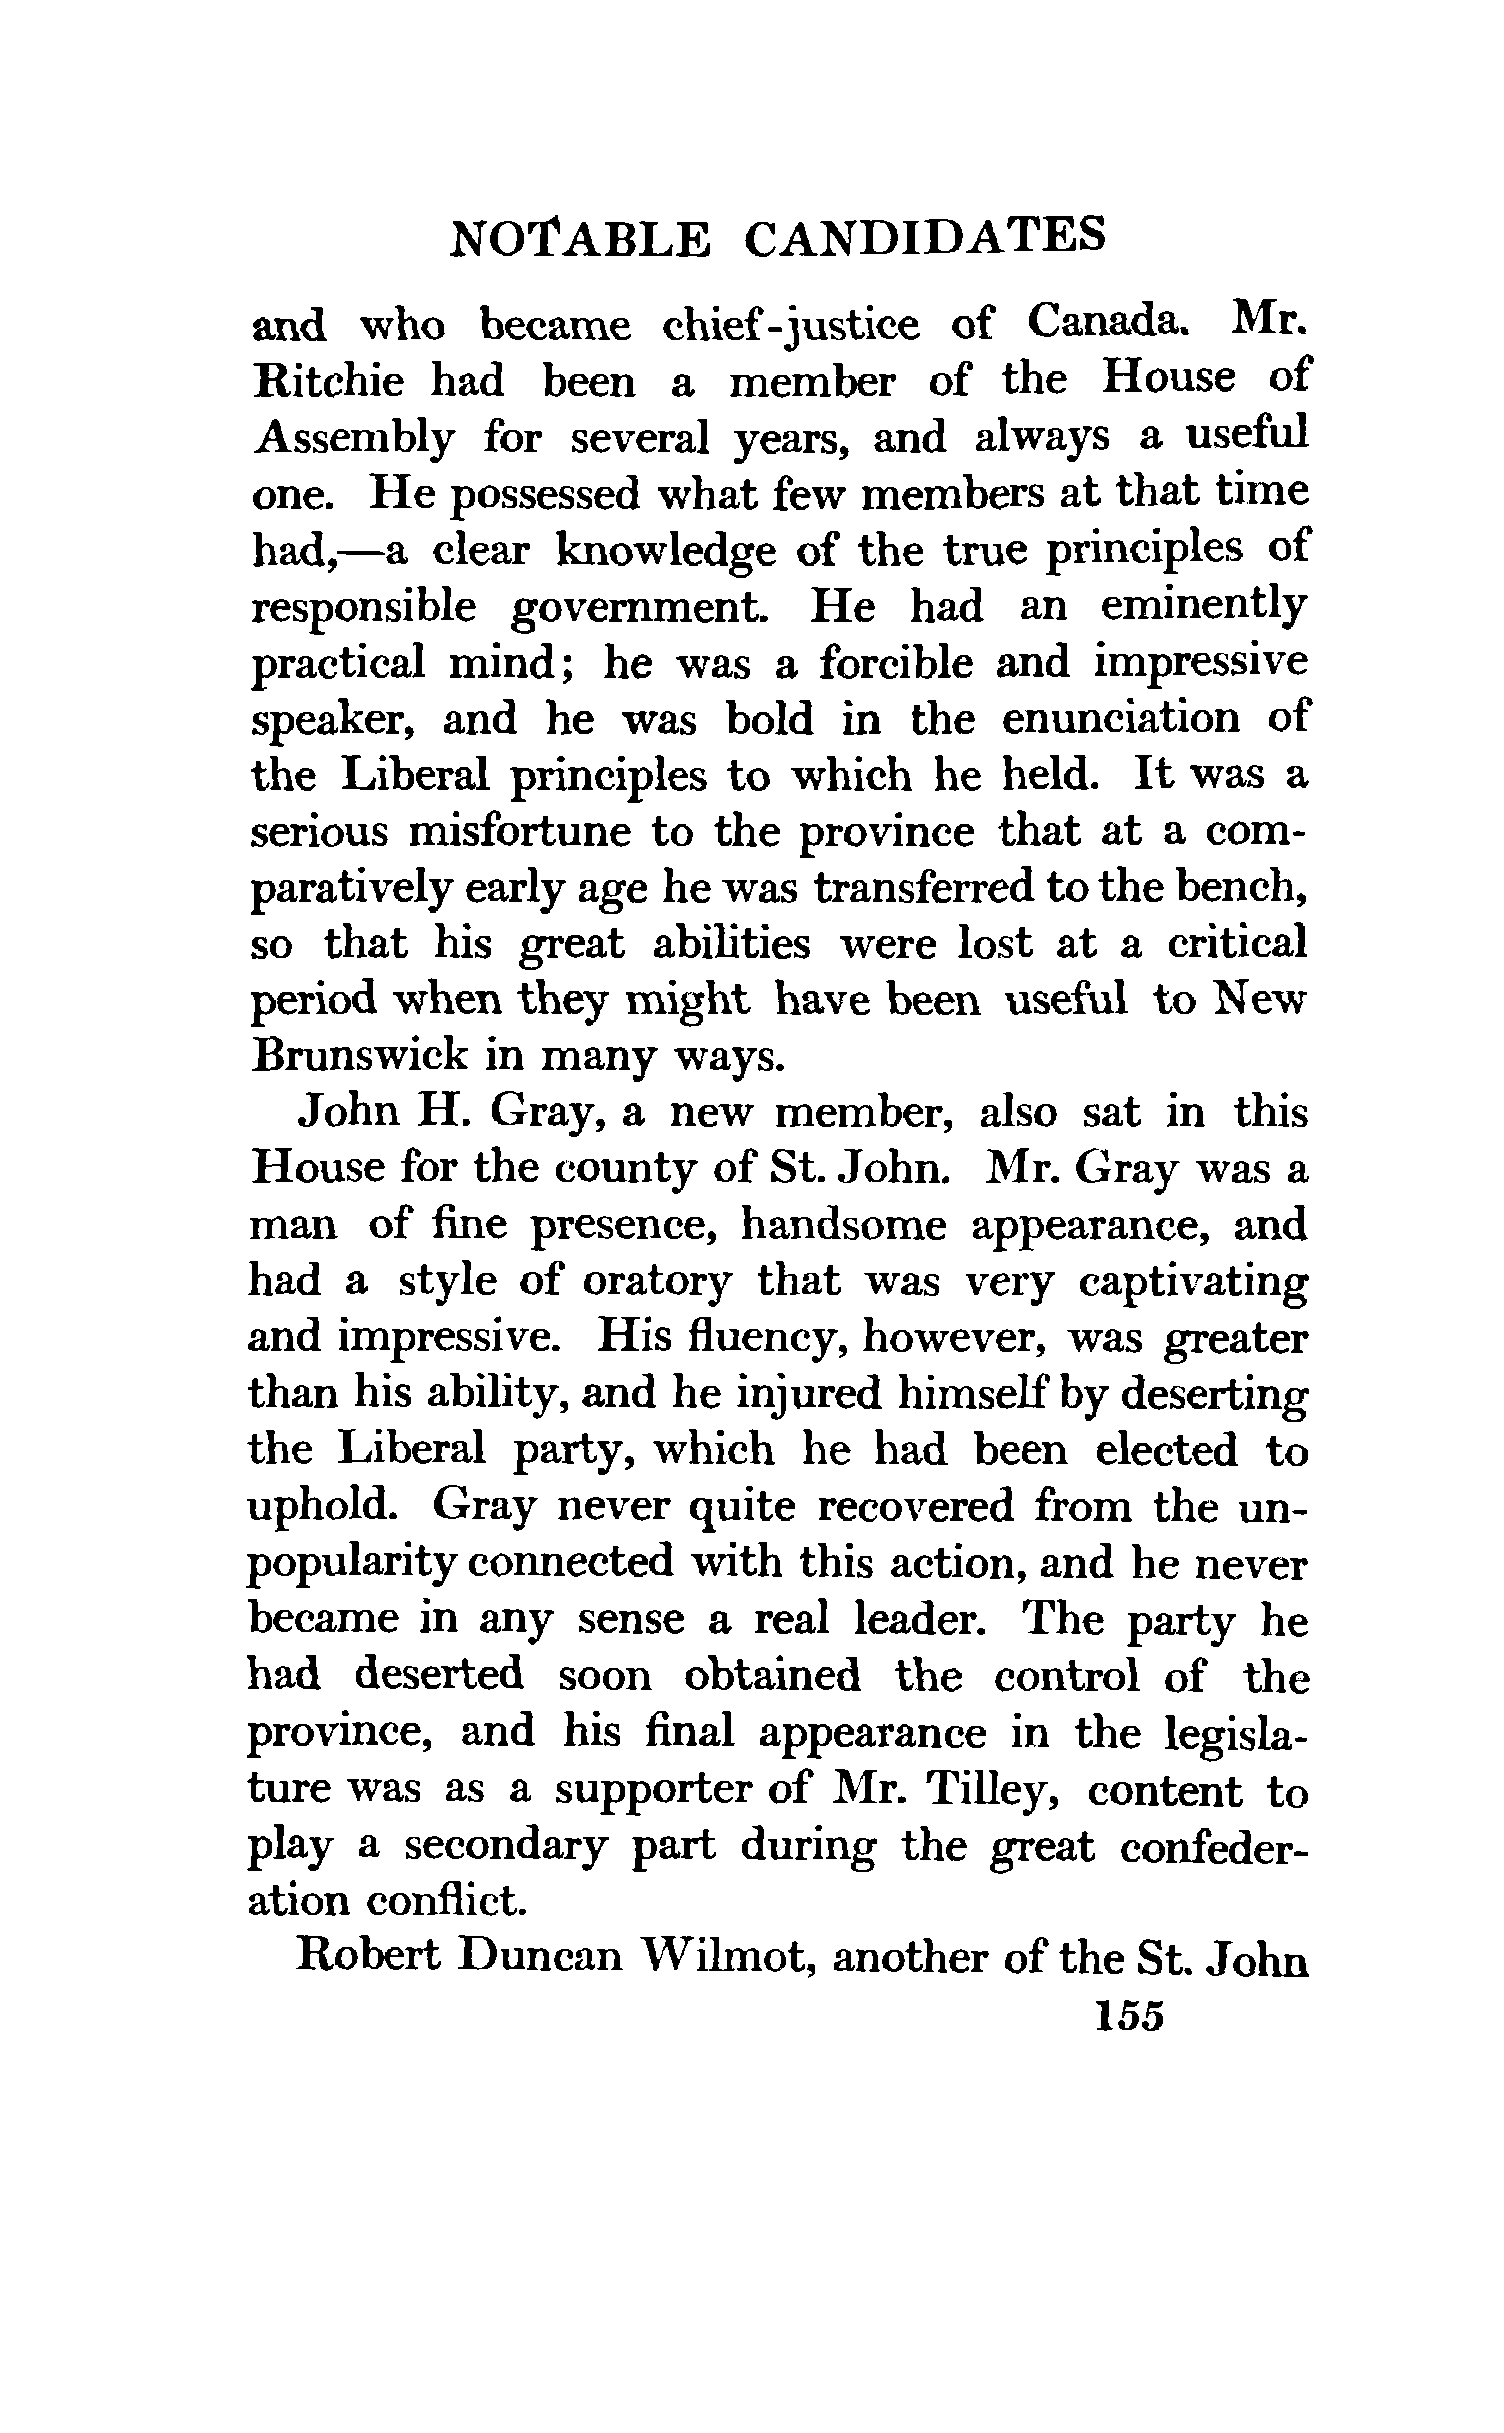 NOTABLE CANDIDATES
and who became chief-justice of Canada. Mr.
Ritchie had been a member of the House of
Assembly for several years, and always a useful
one. He possessed what few members at that time
had,—a clear knowledge of the true principles of
responsible government. He had an eminently
practical mind; he was a forcible and impressive
speaker, and he was bold in the enunciation of
the Liberal principles to which he held. It was a
serious misfortune to the province that at a com-
paratively early age he was transferred to the bench,
so that his great abilities were lost at a critical
period when they might have been useful to New
Brunswick in many ways.
John H. Gray, a new member, also sat in this
House for the county of St. John. Mr. Gray was a
man of fine presence, handsome appearance, and
had a style of oratory that was very captivating
and impressive. His fluency, however, was greater
than his ability, and he injured himself by deserting
the Liberal party, which he had been elected to
uphold. Gray never quite recovered from the un-
popularity connected with this action, and he never
became in any sense a real leader. The party he
had deserted soon obtained the control of the
province, and his final appearance in the legisla-
ture was as a supporter of Mr. Tilley, content to
play a secondary part during the great confeder-
ation conflict.
Robert Duncan Wilmot, another of the St. John
155